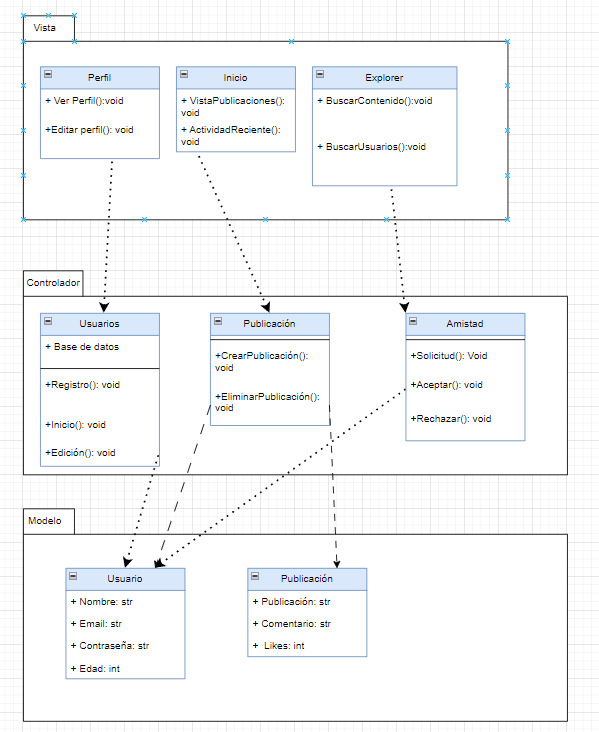 Vista
Perfil
+ Ver Perfil():void
+Editar perfil(): void
Inicio
+ VistaPublicaciones():
void
+ ActividadReciente():
void
Explorer
+ BuscarContenido():void
+BuscarUsuarios():void
Controlador
Usuarios
+ Base de datos
+Registro(): void
+Inicio(): void
+Edición(): void
Publicación
+CrearPublicación():
void
+EliminarPublicación():
void
Amistad
+Solicitud(): Void
+Aceptar(): void
+Rechazar(): void
Modelo
Usuario
+ Nombre: str
+ Email: str
+ Contraseña: str
+ Edad: int
Publicación
+ Publicación: str
+ Comentario: str
+ Likes: int